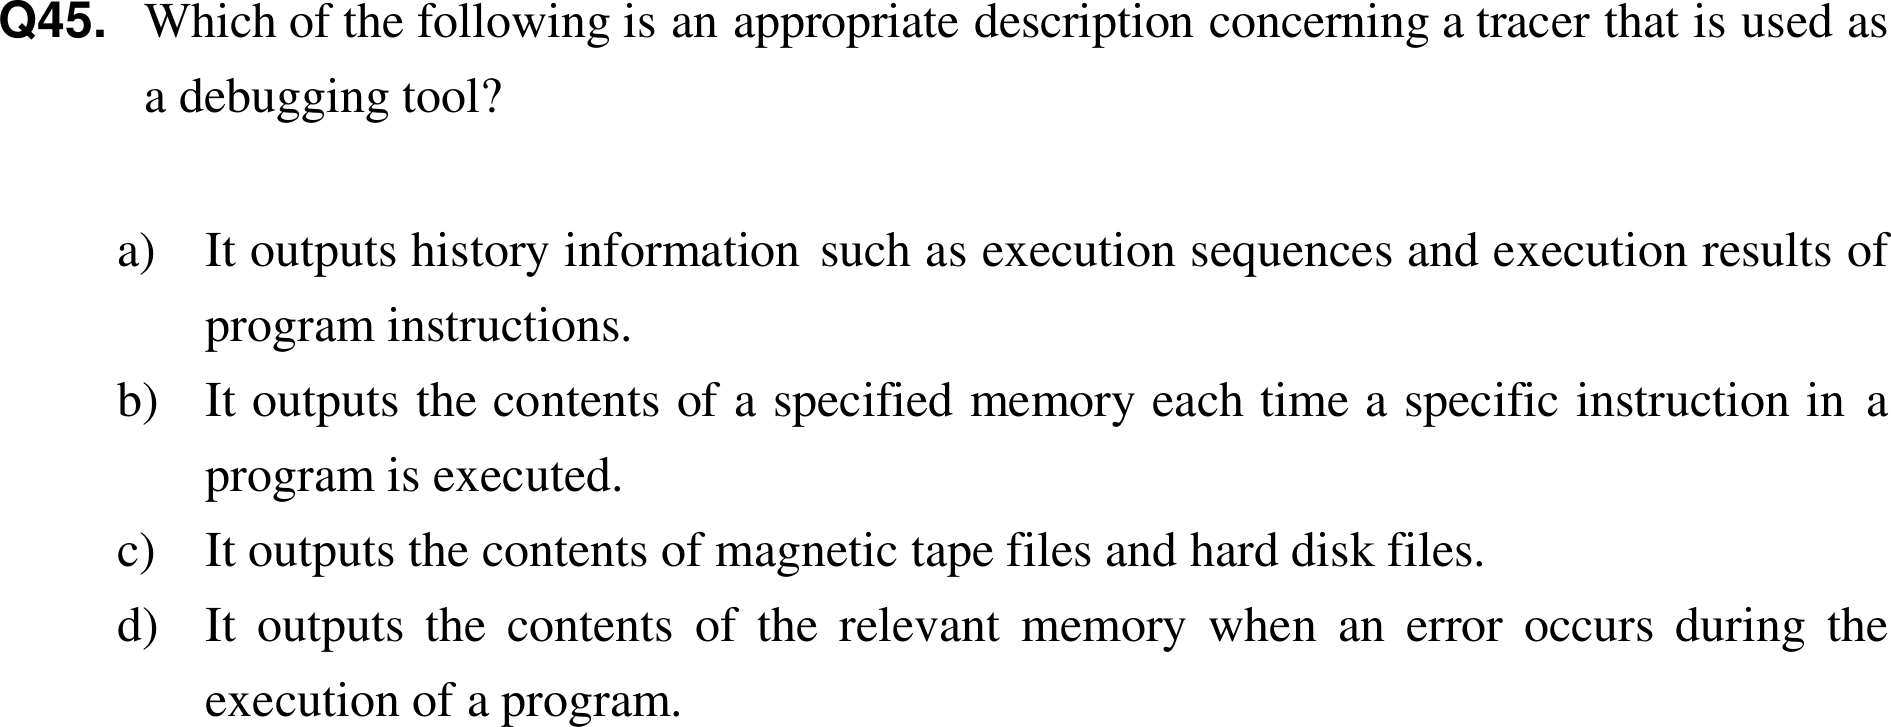 Q45. Which of the following is an appropriate description concerning a tracer that is used as
a debugging tool?
a) It outputs history information such as execution sequences and execution results of
program instructions.
b) It outputs the contents of a specified memory each time a specific instruction in a
program is executed.
c) It outputs the contents of magnetic tape files and hard disk files.
d) It outputs the contents of the relevant memory when an error occurs during the
execution of a program.